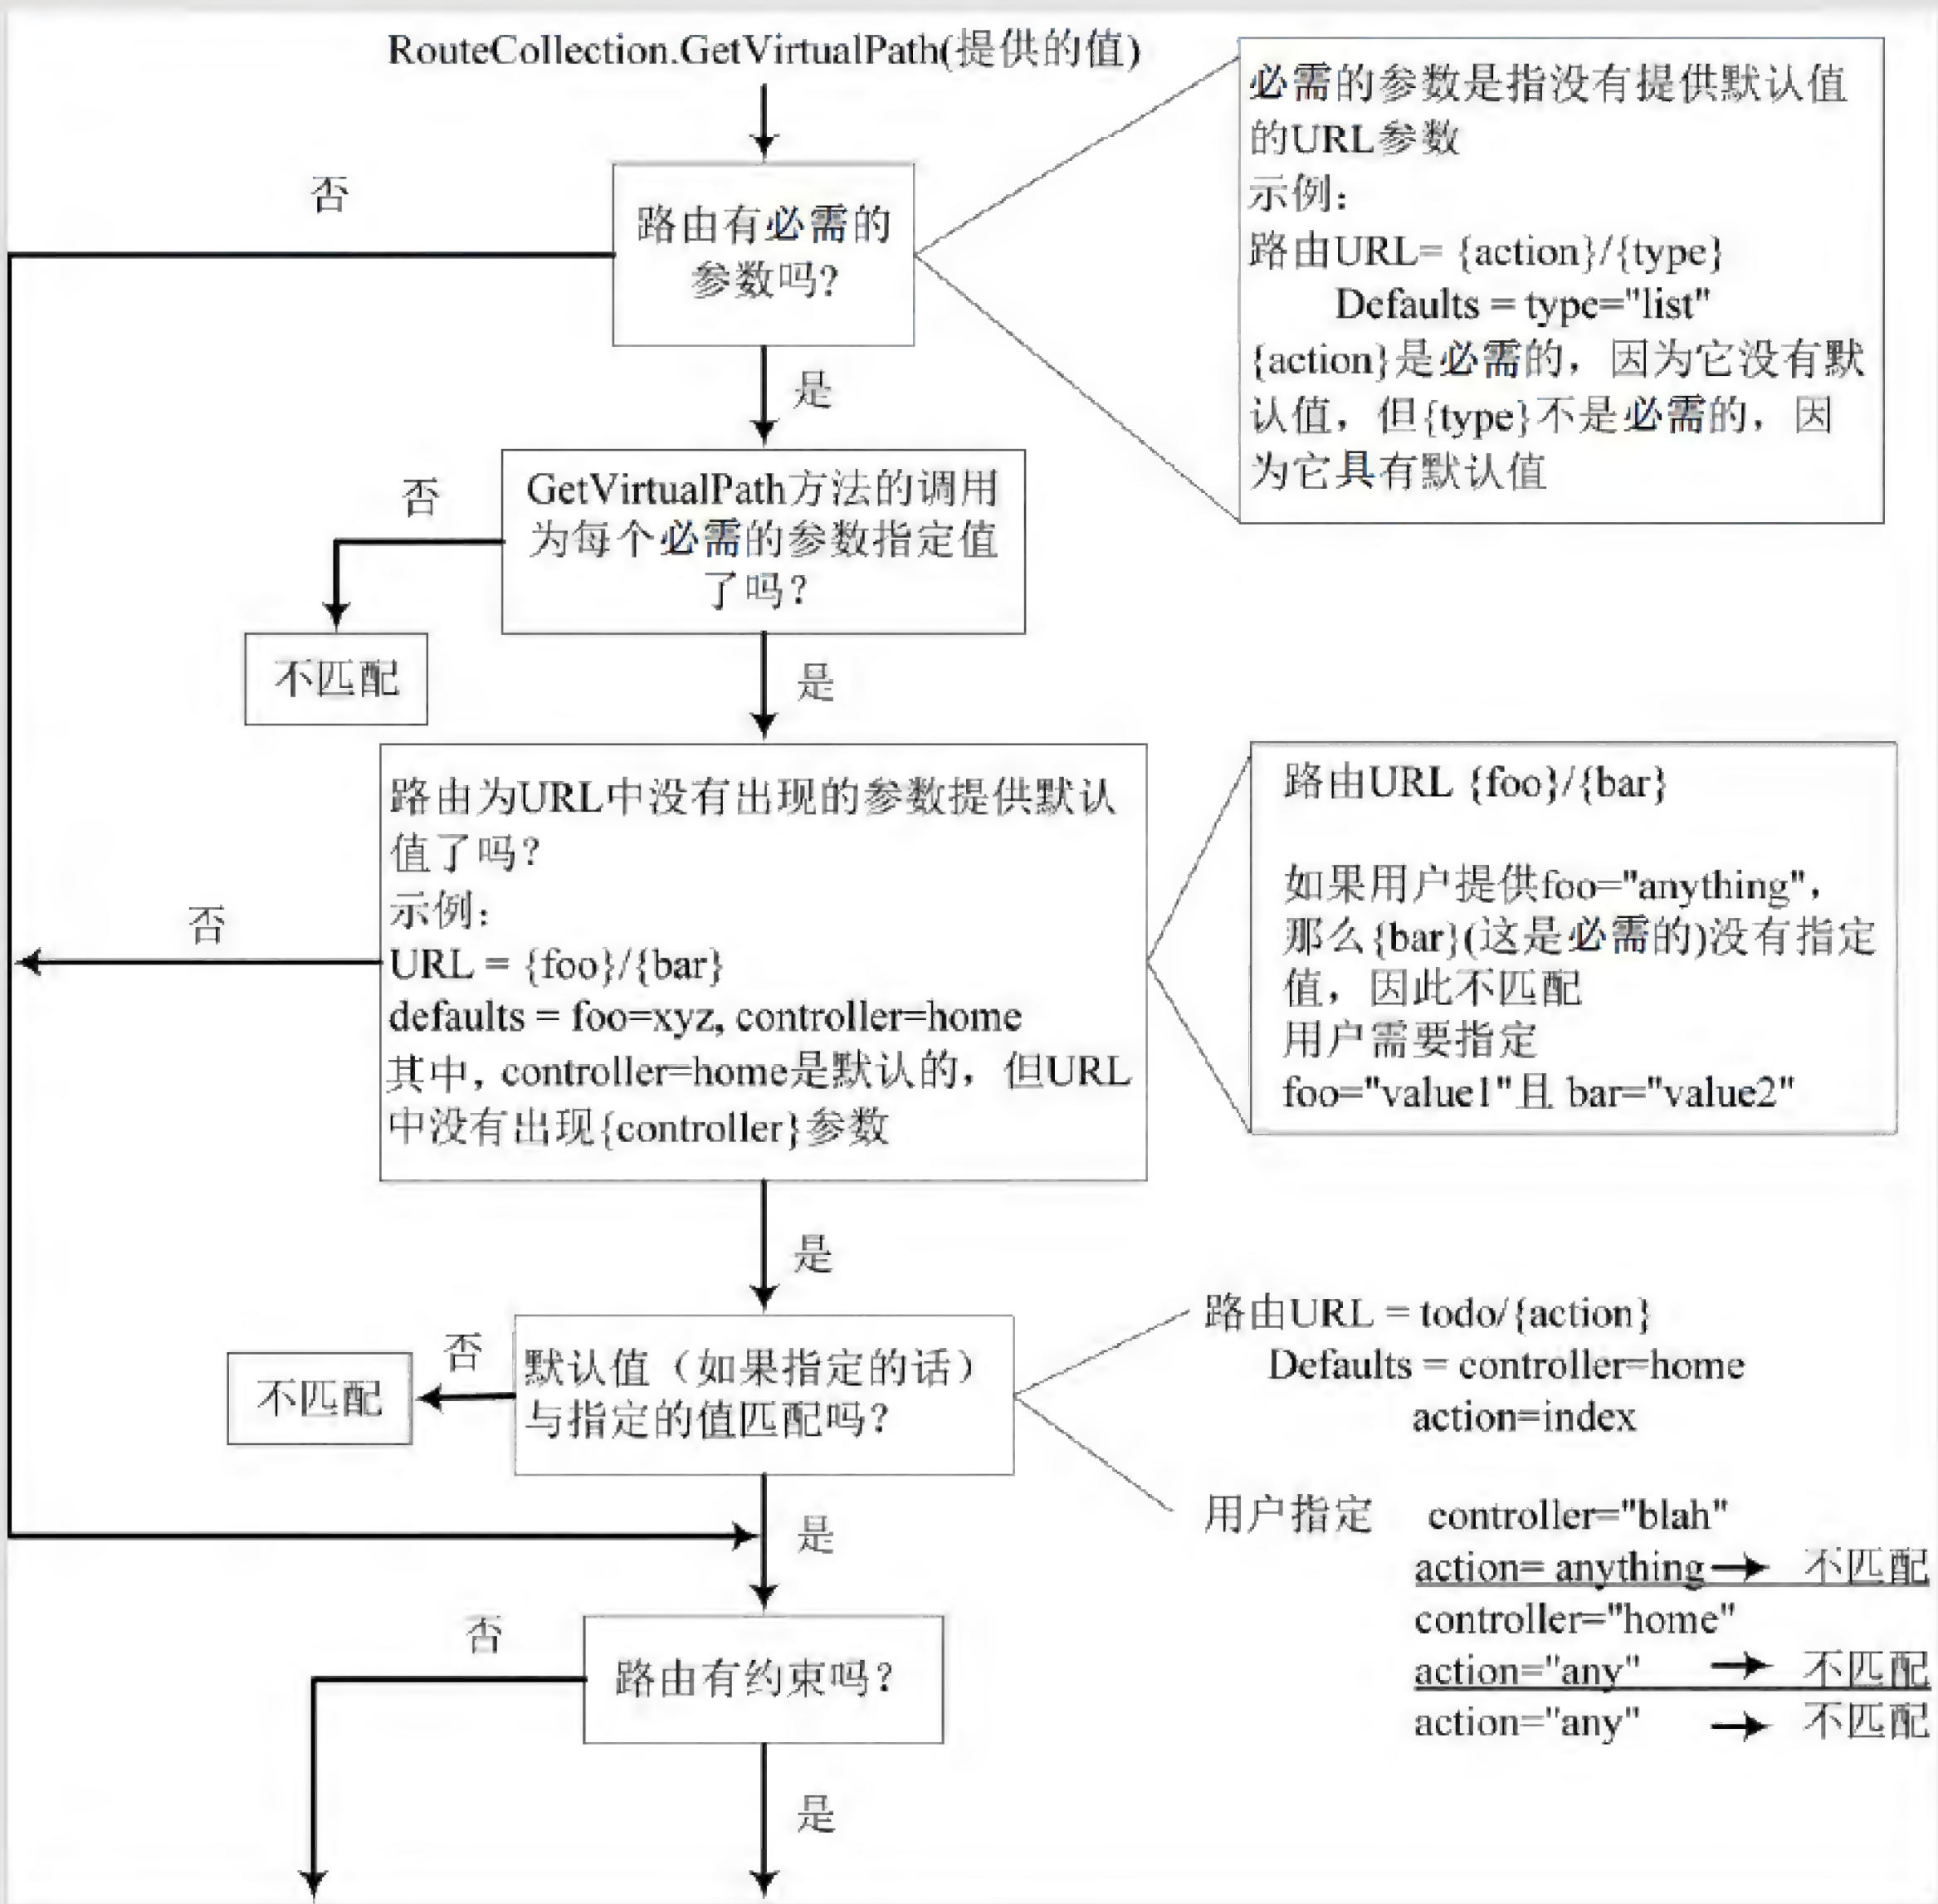 RouteCollection.GetVirtualPath(提供的值)
必需的参数是指没有提供默认值
的URL参数
示例：
路由URL= {action}/{type}
Defaults = type="list"
{action}是必需的，因为它没有默
认值，但{type}不是必需的，因
为它具有默认值
否
路由有必需的
参数吗？
是
否
GetVirtualPath方法的调用
为每个必需的参数指定值
了吗？
不匹配
是
路由为URL中没有出现的参数提供默认
值了吗？
示例：
URL = {foo}/{bar}
defaults = foo=xyz, controller=home
其中，controller=home是默认的，但URL
中没有出现{controller}参数
否
路由URL {foo}/{bar}
如果用户提供foo="anything"，
那么{bar}(这是必需的)没有指定
值，因此不匹配
用户需要指定
foo="value1"且 bar="value2"
是
否
不匹配
默认值（如果指定的话）
与指定的值匹配吗？
路由URL = todo/{action}
Defaults = controller=home
action=index
用户指定 controller="blah"
action= anything 不匹配
controller="home"
action="any" 不匹配
action="any" 不匹配
是
否
路由有约束吗？
是